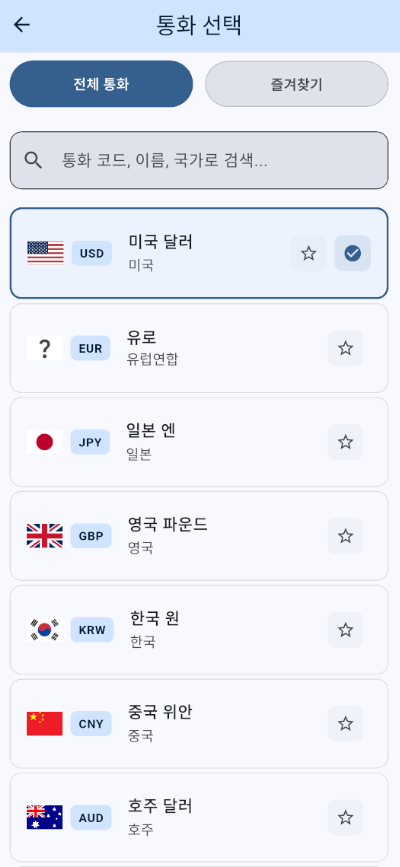 통화 선택
전체 통화
즐겨찾기
통화 코드, 이름, 국가로 검색...
USD
미국 달러
미국
?
EUR
유로
유럽연합
JPY
일본 엔
일본
GBP
영국 파운드
영국
KRW
한국 원
한국
CNY
중국 위안
중국
AUD
호주 달러
호주